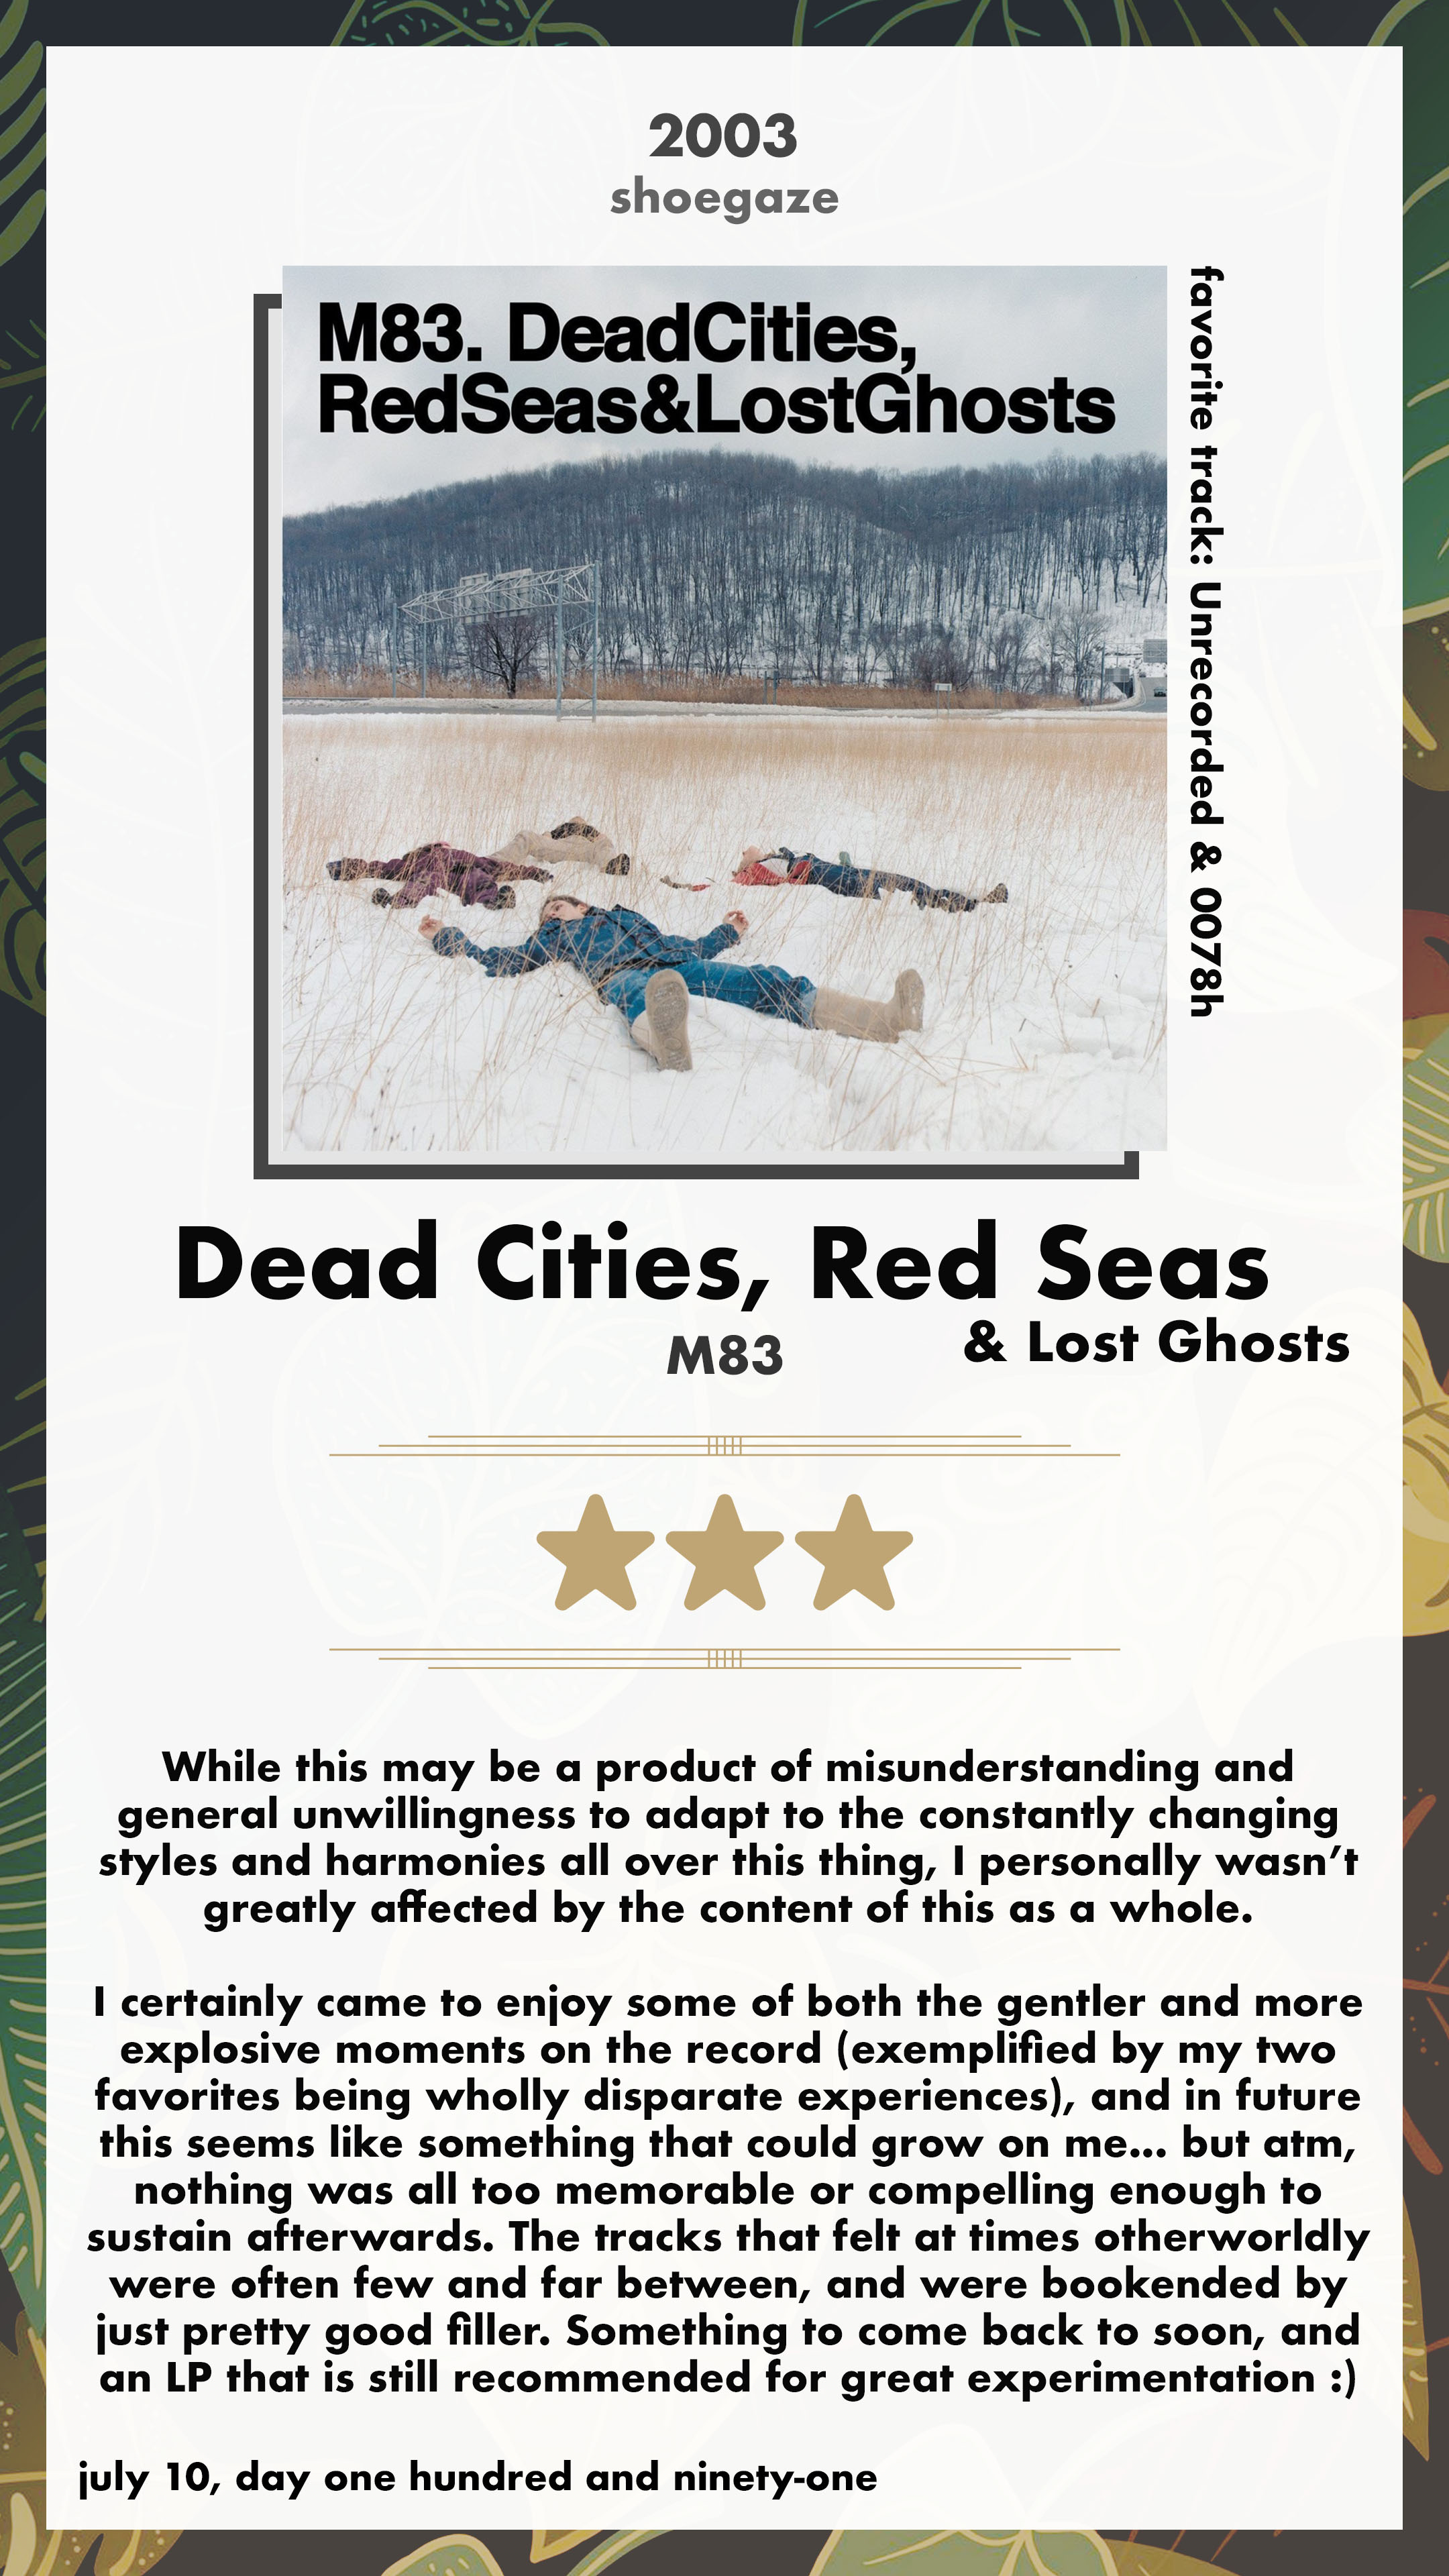 2003
shoegaze
M83. DeadCities,
RedSeas&LostGhosts
favorite track: Unrecorded & 0078h
Dead Cities, Red Seas
& Lost Ghosts
M83
While this may be a product of misunderstanding and
general unwillingness to adapt to the constantly changing
styles and harmonies all over this thing, I personally wasn’t
greatly affected by the content of this as a whole.
I certainly came to enjoy some of both the gentler and more
explosive moments on the record (exemplified by my two
favorites being wholly disparate experiences), and in future
this seems like something that could grow on me... but atm,
nothing was all too memorable or compelling enough to
sustain afterwards. The tracks that felt at times otherworldly
were often few and far between, and were bookended by
just pretty good filler. Something to come back to soon, and
an LP that is still recommended for great experimentation :)
july 10, day one hundred and ninety-one